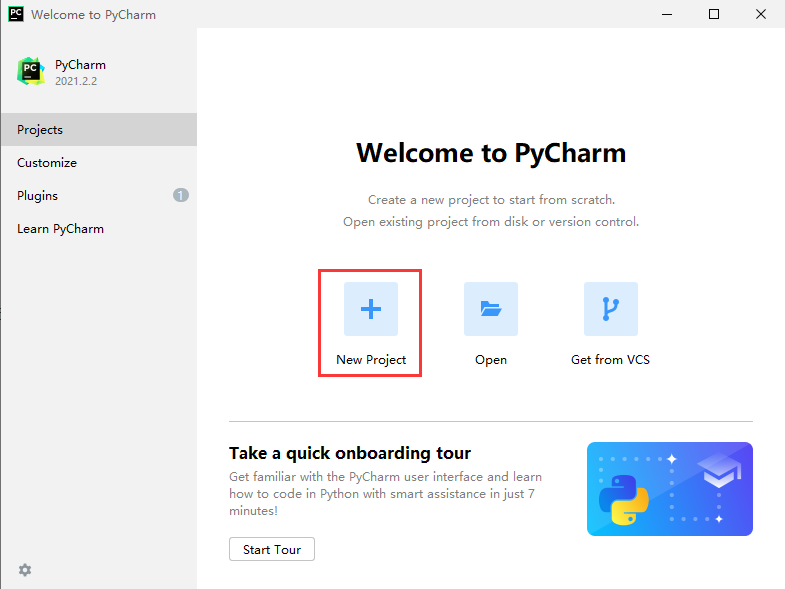 PC Welcome to PyCharm
PC PyCharm
2021.2.2
Projects
Customize
Plugins 1
Learn PyCharm
Welcome to PyCharm
Create a new project to start from scratch.
Open existing project from disk or version control.
New Project
Open
Get from VCS
Take a quick onboarding tour
Get familiar with the PyCharm user interface and learn
how to code in Python with smart assistance in just 7
minutes!
Start Tour